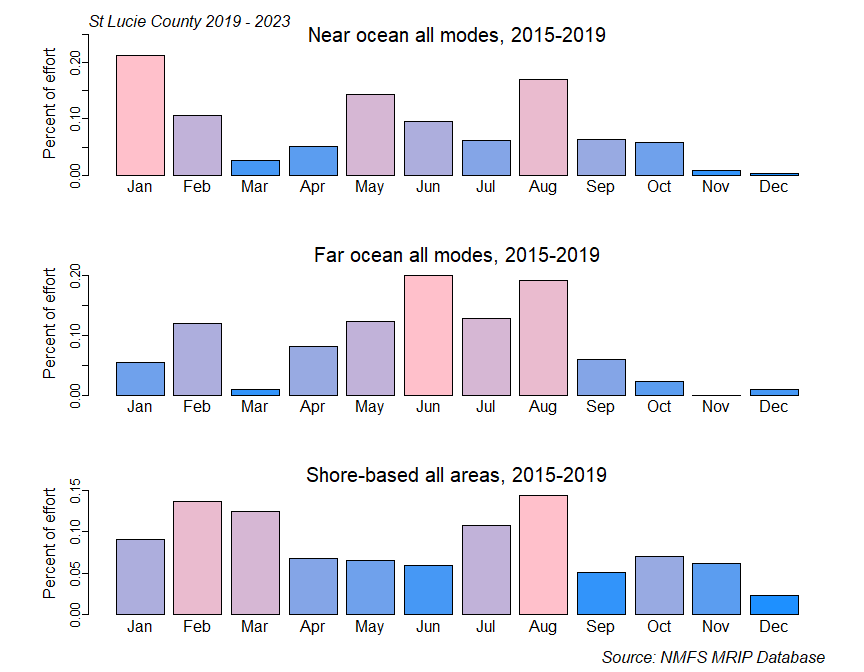 St Lucie County 2019 - 2023
Near ocean all modes, 2015-2019
Percent of effort
0.20
0.10
0.00
Jan Feb Mar Apr May Jun Jul Aug Sep Oct Nov Dec
Far ocean all modes, 2015-2019
Percent of effort
0.20
0.10
0.00
Jan Feb Mar Apr May Jun Jul Aug Sep Oct Nov Dec
Shore-based all areas, 2015-2019
Percent of effort
0.15
0.10
0.05
0.00
Jan Feb Mar Apr May Jun Jul Aug Sep Oct Nov Dec
Source: NMFS MRIP Database